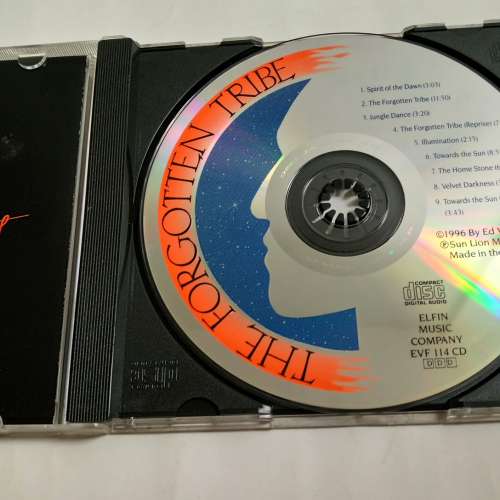 THE FORGOTTEN TRIBE
1. Spirit of the Dawn (3:03)
2. The Forgotten Tribe (11:50)
3. Jungle Dance (3:20)
4. The Forgotten Tribe (Reprise)
5. Illumination (2:15)
6. Towards the Sun
7. The Home Stone
8. Velvet Darkness
9. Towards the Sun
(3:43)
©1996 By Ed
℗Sun Lion
Made in the
COMPACT
disc
DIGITAL AUDIO
ELFIN
MUSIC
COMPANY
EVF 114 CD
DDD